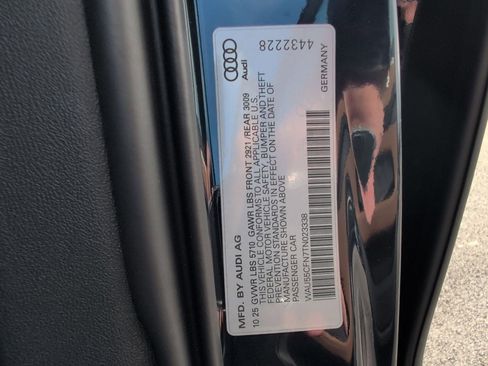 4432228
Audi
GERMANY
MFD. BY AUDI AG
10 25 GVWR LBS 5710 GAWR LBS FRONT 2921 /REAR 3009
THIS VEHICLE CONFORMS TO ALL APPLICABLE U.S.
FEDERAL MOTOR VEHICLE SAFETY, BUMPER AND THEFT
PREVENTION STANDARDS IN EFFECT ON THE DATE OF
MANUFACTURE SHOWN ABOVE
PASSENGER CAR
WAU55CFN7TN023338